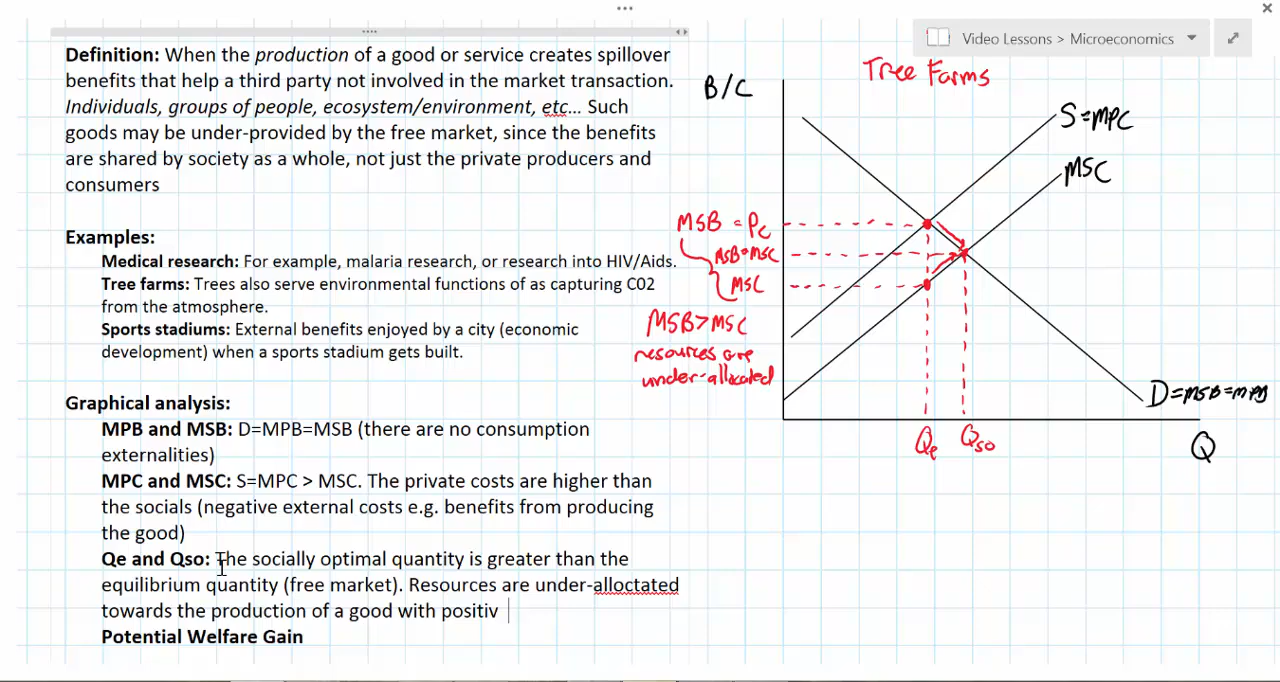 Definition: When the production of a good or service creates spillover
benefits that help a third party not involved in the market transaction.
Individuals, groups of people, ecosystem/environment, etc... Such
goods may be under-provided by the free market, since the benefits
are shared by society as a whole, not just the private producers and
consumers
Examples:
Medical research: For example, malaria research, or research into HIV/Aids.
Tree farms: Trees also serve environmental functions of as capturing C02
from the atmosphere.
Sports stadiums: External benefits enjoyed by a city (economic
development) when a sports stadium gets built.
Graphical analysis:
MPB and MSB: D=MPB=MSB (there are no consumption
externalities)
MPC and MSC: S=MPC > MSC. The private costs are higher than
the socials (negative external costs e.g. benefits from producing
the good)
Qe and Qso: The socially optimal quantity is greater than the
equilibrium quantity (free market). Resources are under-alloctated
towards the production of a good with positiv
Potential Welfare Gain
Video Lessons > Microeconomics
Tree Farms
B/C
S=MPC
MSC
MSB = Pc
MSB=MSC
MSC
MSB>MSC
resources are
under-allocated
D=MSB=MPB
Qe
Qso
Q